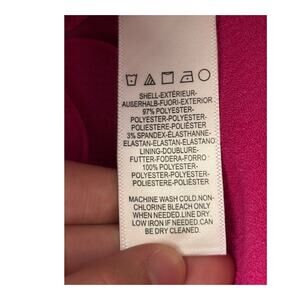 SHELL-EXTÉRIEUR-
AUSERHALB-FUORI-EXTERIOR
97% POLYESTER-
POLYESTER-POLYESTER-
POLIESTERE-POLIÉSTER
3% SPANDEX-ÉLASTHANNE-
ELASTAN-ELASTAN-ELASTANO
LINING-DOUBLURE-
FUTTER-FODERA-FORRO
100% POLYESTER-
POLYESTER-POLYESTER-
POLIESTERE-POLIÉSTER
MACHINE WASH COLD.NON-
CHLORINE BLEACH ONLY
WHEN NEEDED.LINE DRY.
LOW IRON IF NEEDED.CAN
BE DRY CLEANED.